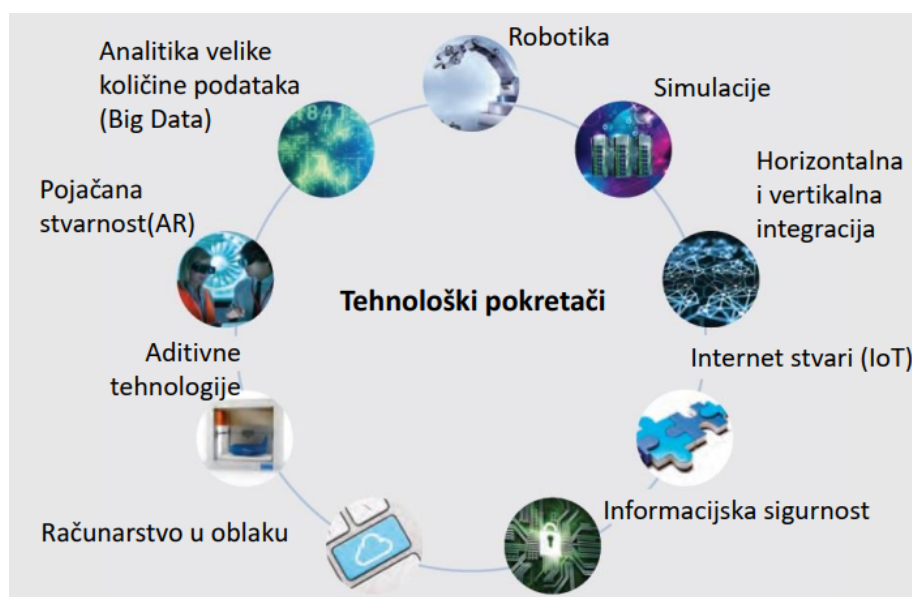 Robotika
Analitika velike
količine podataka
(Big Data)
Simulacije
Horizontalna
i vertikalna
integracija
Pojačana
stvarnost(AR)
Tehnološki pokretači
Aditivne
tehnologije
Internet stvari (IoT)
Informacijska sigurnost
Računarstvo u oblaku